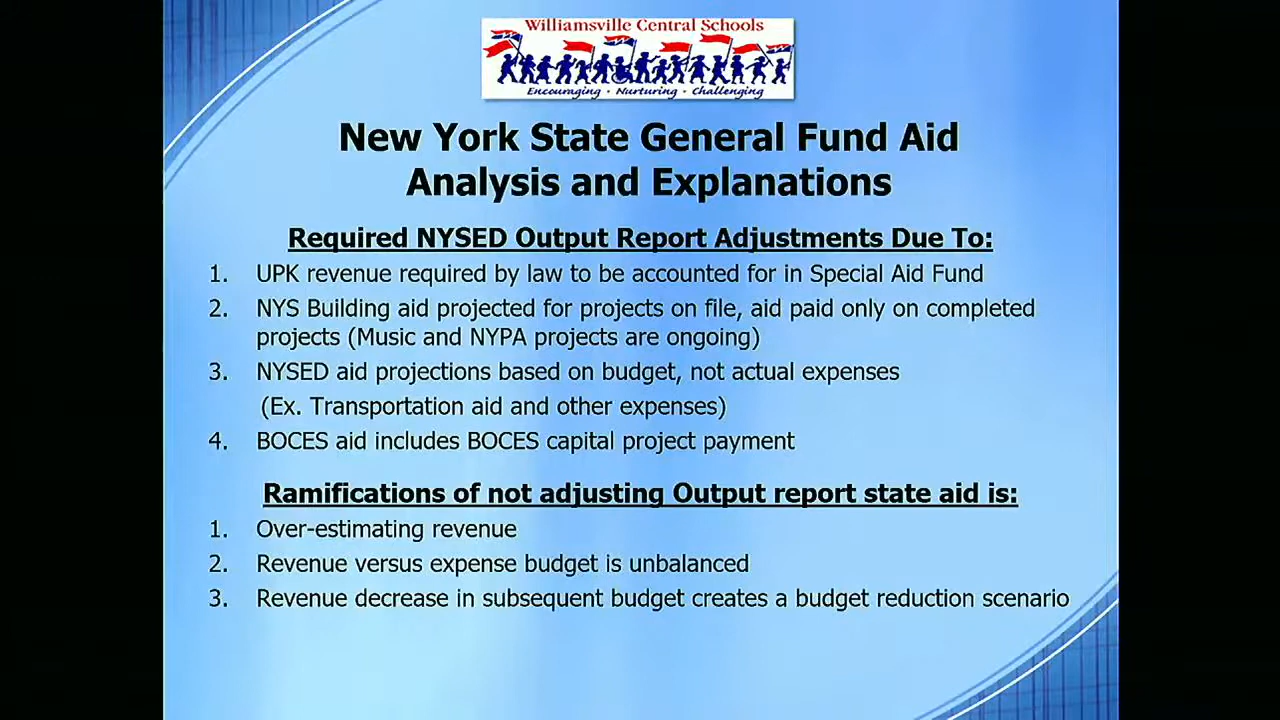 Williamsville Central Schools
Encouraging · Nurturing · Challenging
New York State General Fund Aid
Analysis and Explanations
Required NYSED Output Report Adjustments Due To:
1. UPK revenue required by law to be accounted for in Special Aid Fund
2. NYS Building aid projected for projects on file, aid paid only on completed
projects (Music and NYPA projects are ongoing)
3. NYSED aid projections based on budget, not actual expenses
(Ex. Transportation aid and other expenses)
4. BOCES aid includes BOCES capital project payment
Ramifications of not adjusting Output report state aid is:
1. Over-estimating revenue
2. Revenue versus expense budget is unbalanced
3. Revenue decrease in subsequent budget creates a budget reduction scenario